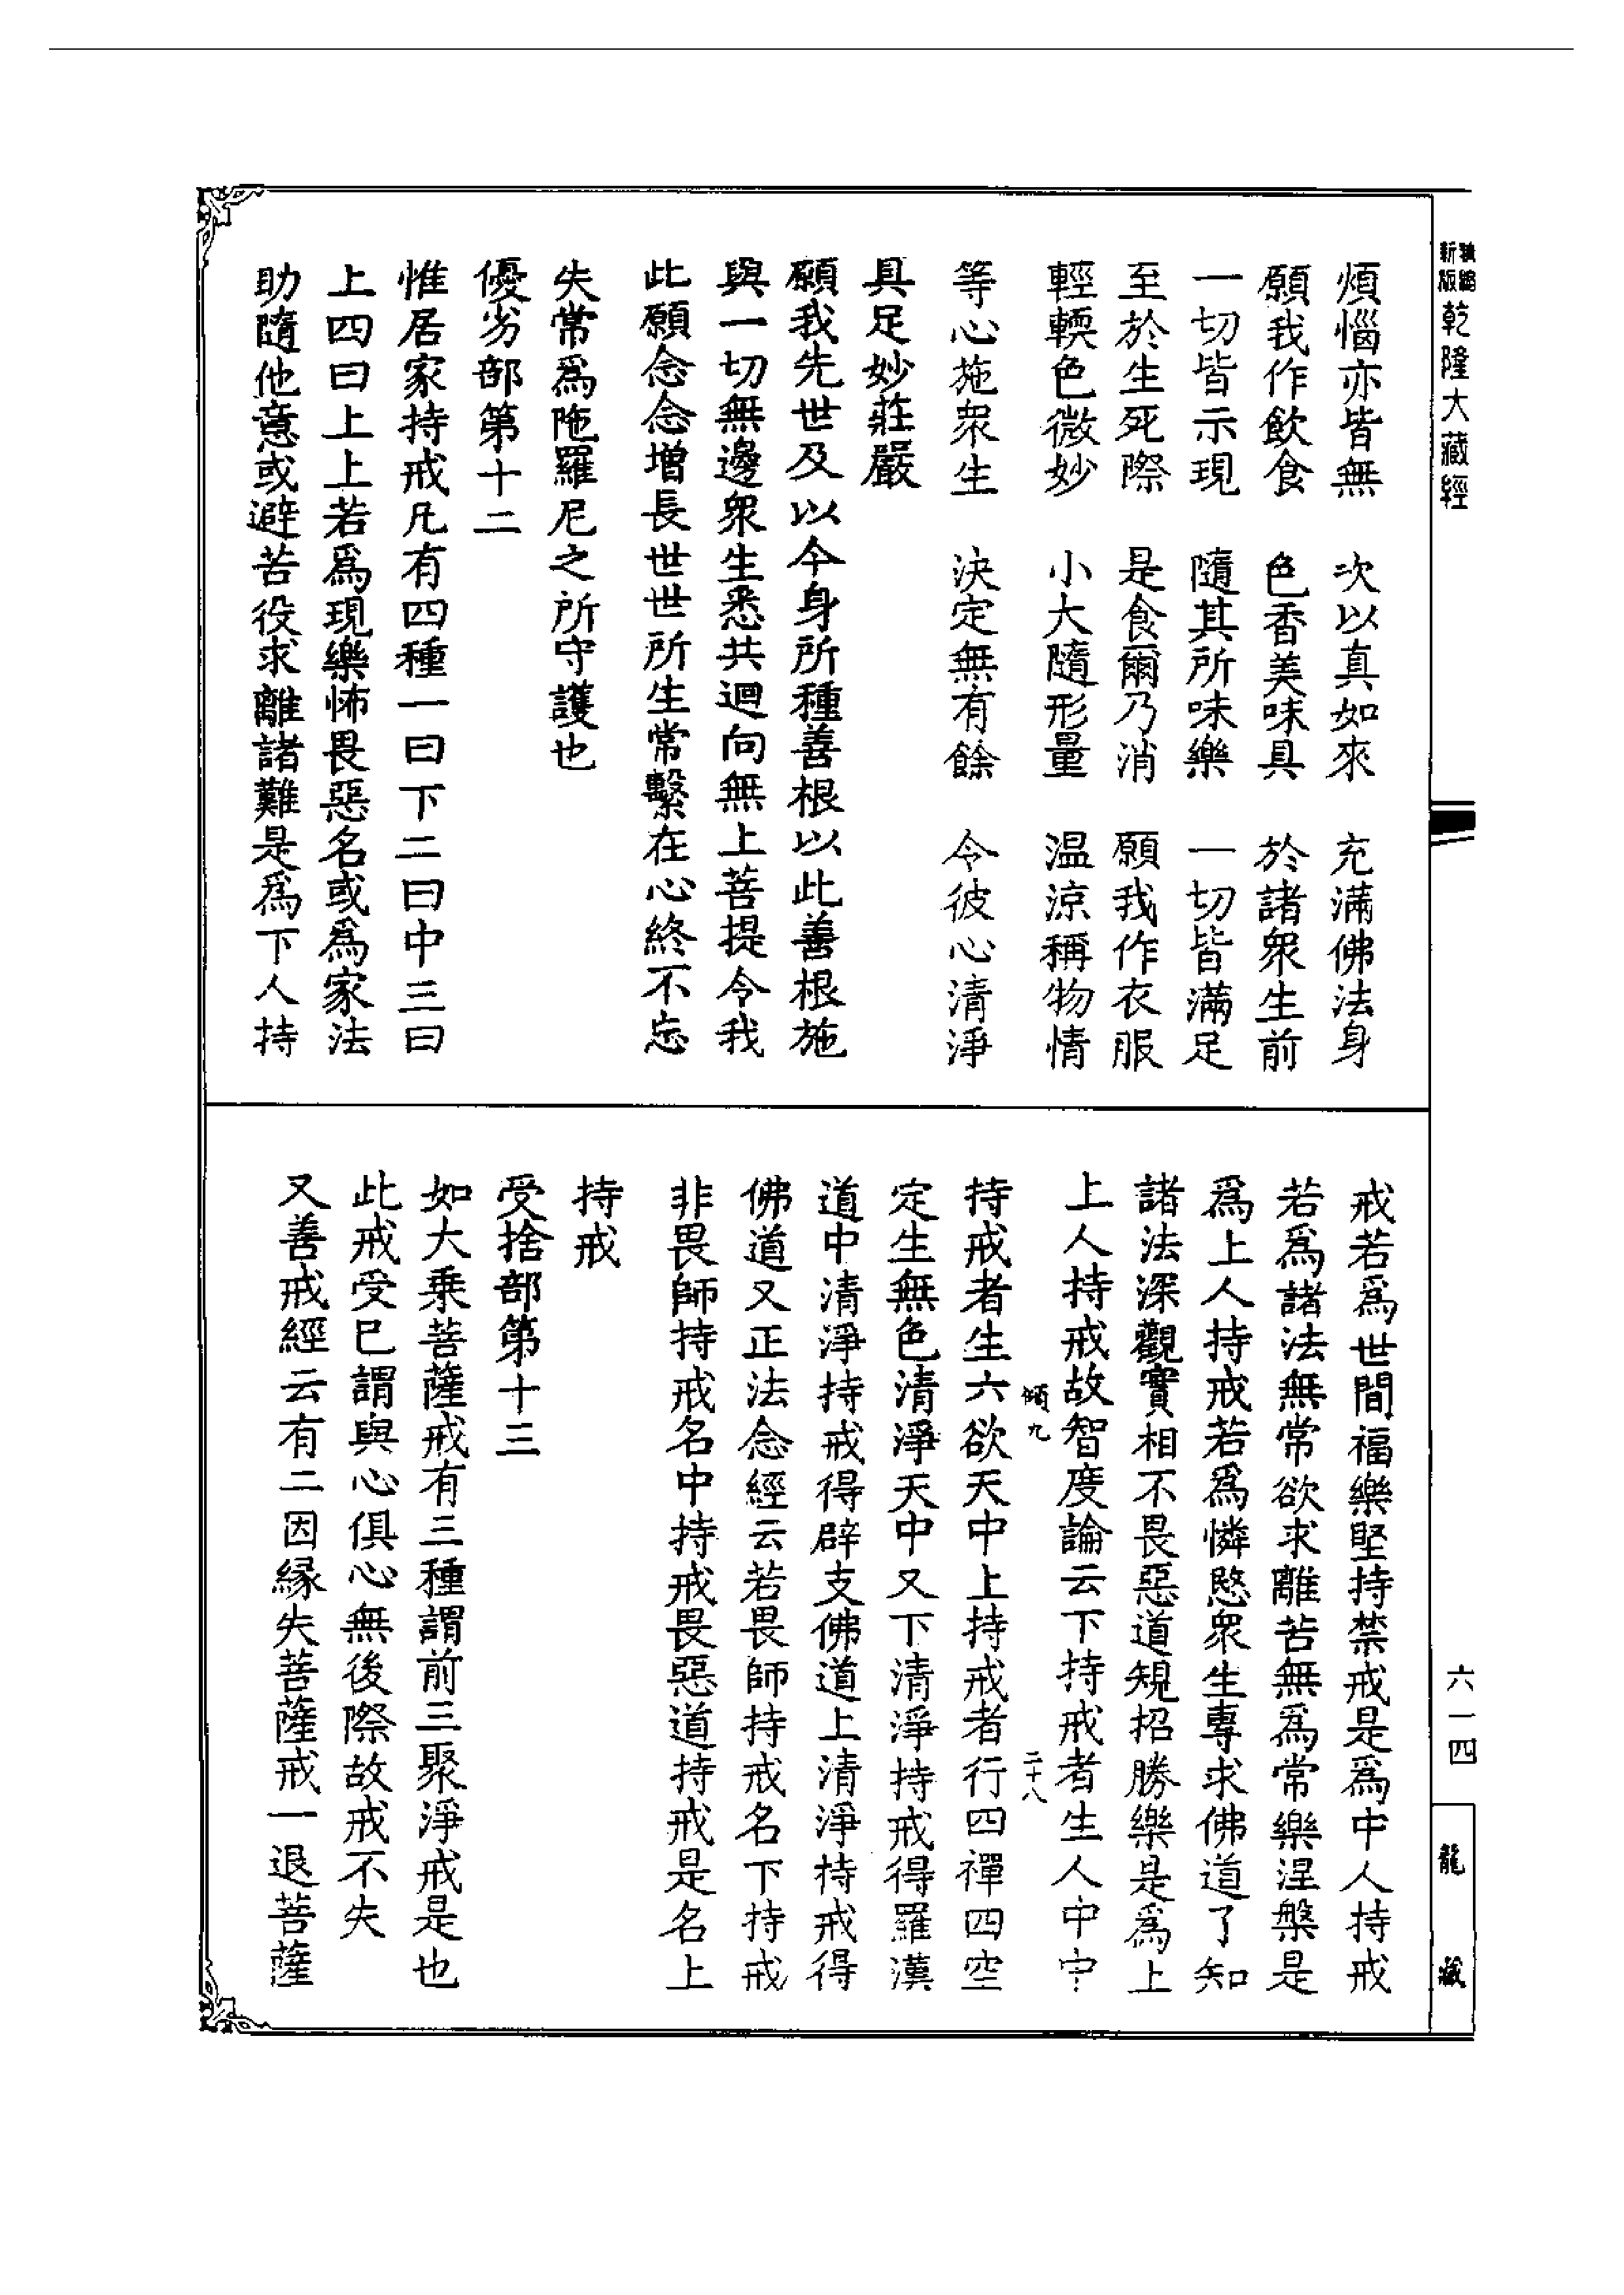 新版精縮乾隆大藏經
煩惱亦皆無　次以真如來　充滿佛法身
願我作飲食　色香美味具　於諸衆生前
一切皆示現　隨其所味樂　一切皆滿足
至於生死際　是食爾乃消　願我作衣服
輕輭色微妙　小大隨形量　温涼稱物情
等心施衆生　決定無有餘　令彼心清淨
具足妙莊嚴
願我先世及以今身所種善根以此善根施
與一切無邊衆生悉共迴向無上菩提令我
此願念念增長世世所生常繫在心終不忘
失常爲陁羅尼之所守護也
優劣部第十二
惟居家持戒凡有四種一曰下二曰中三曰
上四曰上上若爲現樂怖畏惡名或爲家法
助隨他意或避苦役求離諸難是爲下人持
戒若爲世間福樂堅持禁戒是爲中人持戒
若爲諸法無常欲求離苦無爲常樂涅槃是
爲上人持戒若爲憐愍衆生專求佛道了知
諸法深觀實相不畏惡道規招勝樂是爲上
上人持戒故智度論云下持戒者生人中中
傾九　二十八
持戒者生六欲天中上持戒者行四禪四空
定生無色清淨天中又下清淨持戒得羅漢
道中清淨持戒得辟支佛道上清淨持戒得
佛道又正法念經云若畏師持戒名下持戒
非畏師持戒名中持戒畏惡道持戒是名上
持戒
受捨部第十三
如大乗菩薩戒有三種謂前三聚淨戒是也
此戒受已謂與心俱心無後際故戒不失
又善戒經云有二因縁失菩薩戒一退菩薩
六一四
龍藏